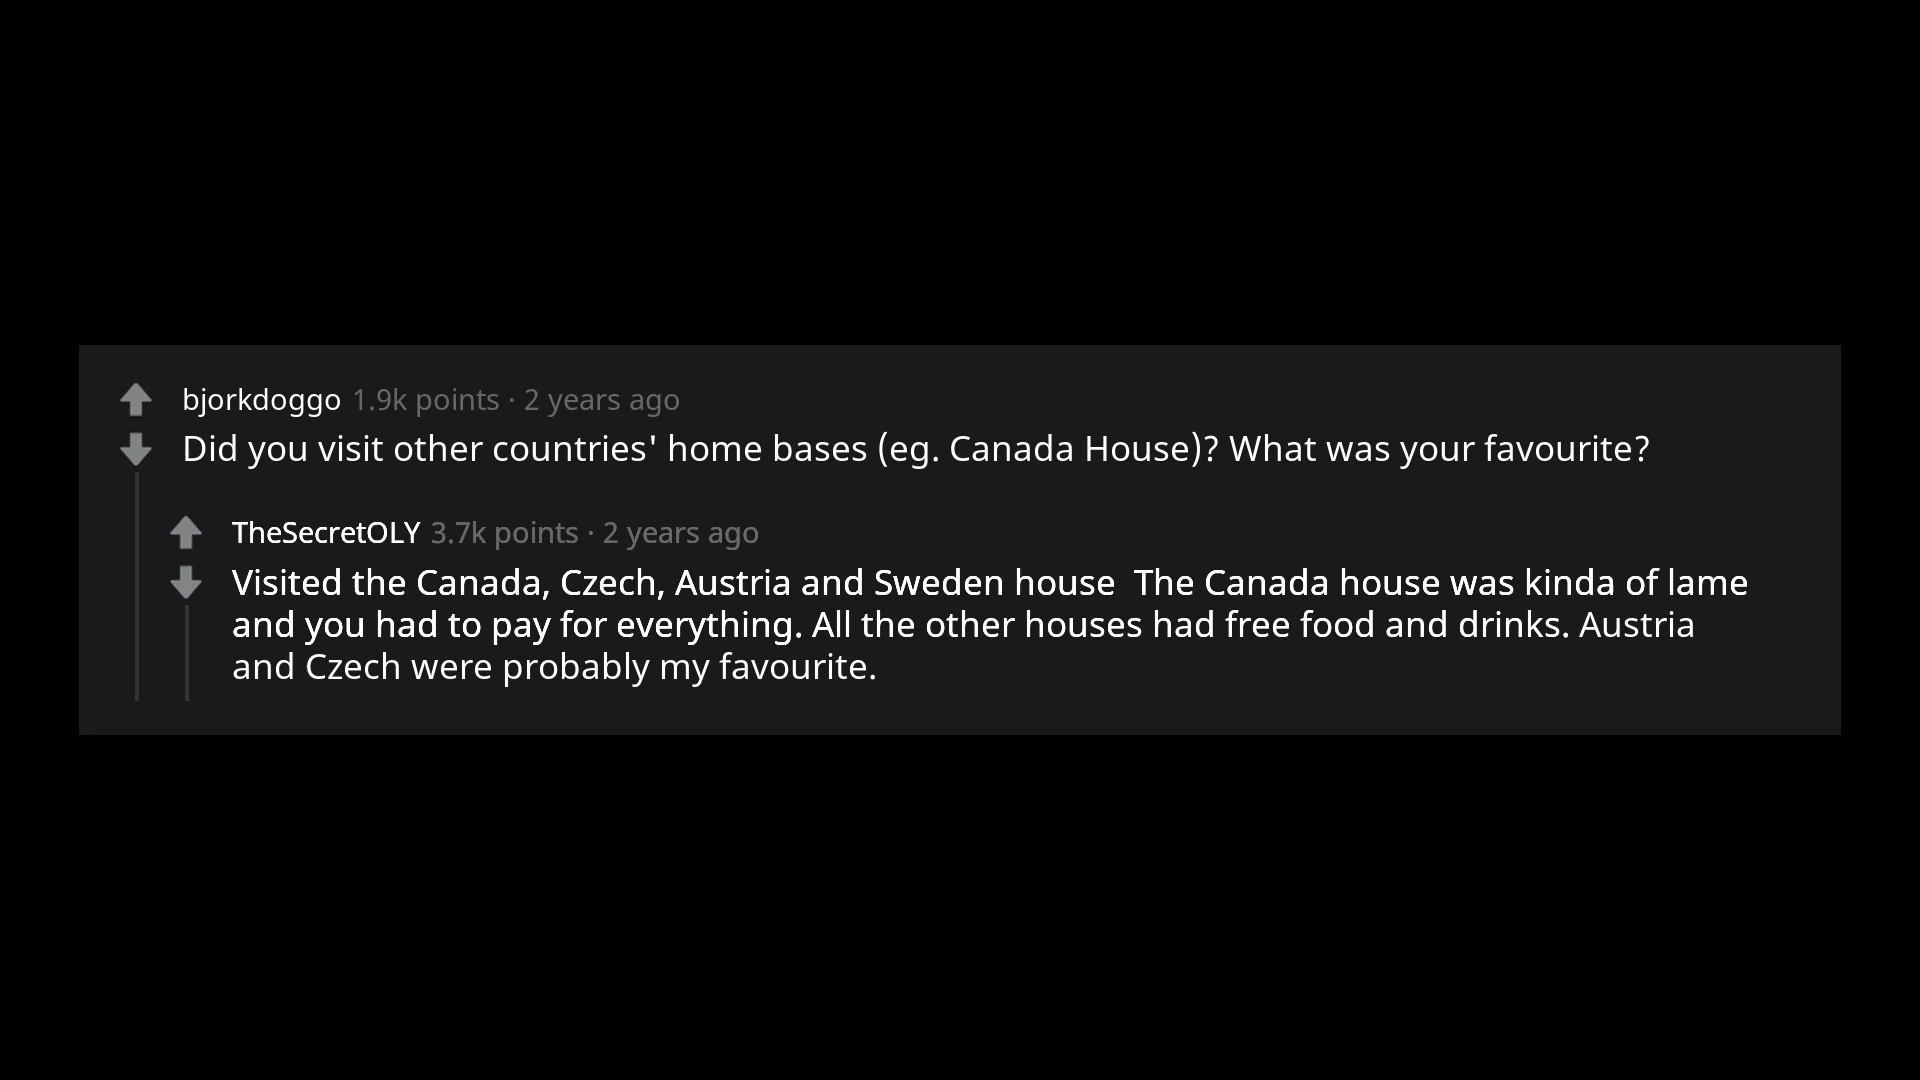 bjorkdoggo 1.9k points · 2 years ago
Did you visit other countries' home bases (eg. Canada House)? What was your favourite?
TheSecretOLY 3.7k points · 2 years ago
Visited the Canada, Czech, Austria and Sweden house  The Canada house was kinda of lame
and you had to pay for everything. All the other houses had free food and drinks. Austria
and Czech were probably my favourite.